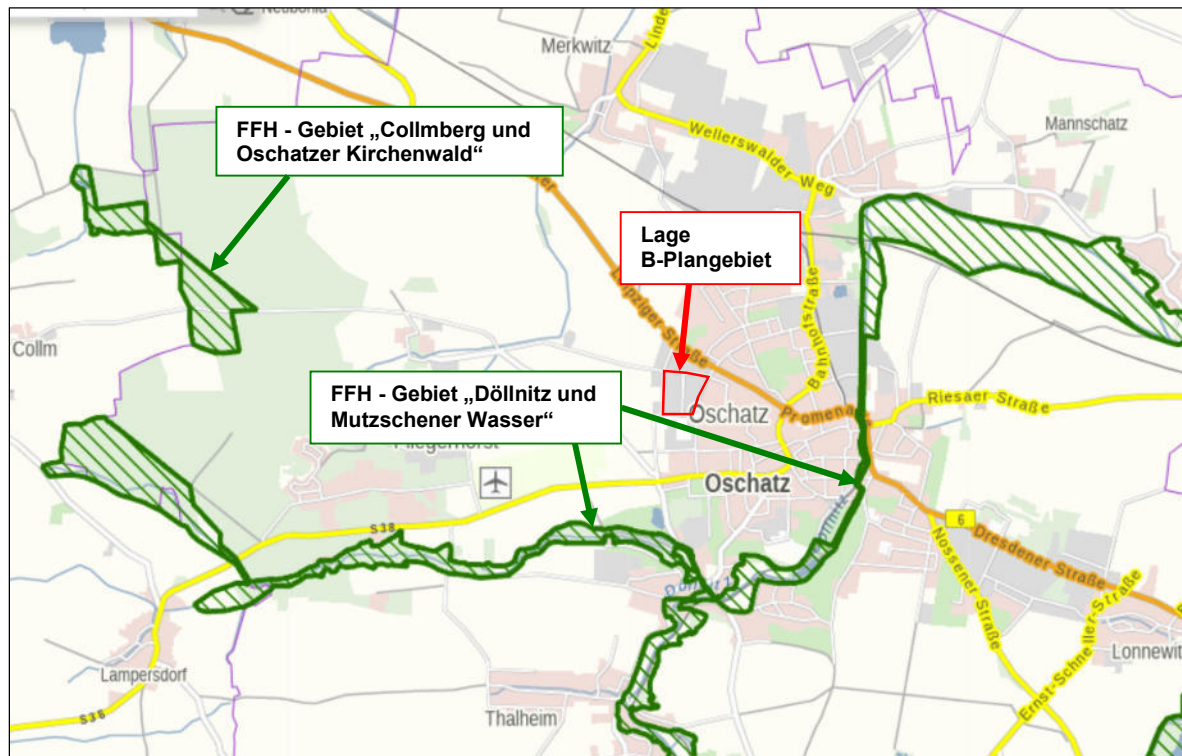 Merkwitz
FFH - Gebiet „Collmberg und
Oschatzer Kirchenwald“
Wellerswalder Weg
Mannschatz
Lage
B-Plangebiet
Leipziger Straße
Bahnhofstraße
Collm
FFH - Gebiet „Döllnitz und
Mutzschener Wasser“
Oschatz
Promenade
Riesaer Straße
Oschatz
S38
6
Dresdener Straße
Nossener Straße
Ernst-Schneller-Straße
Lampersdorf
S38
Thalheim
Lonnewit